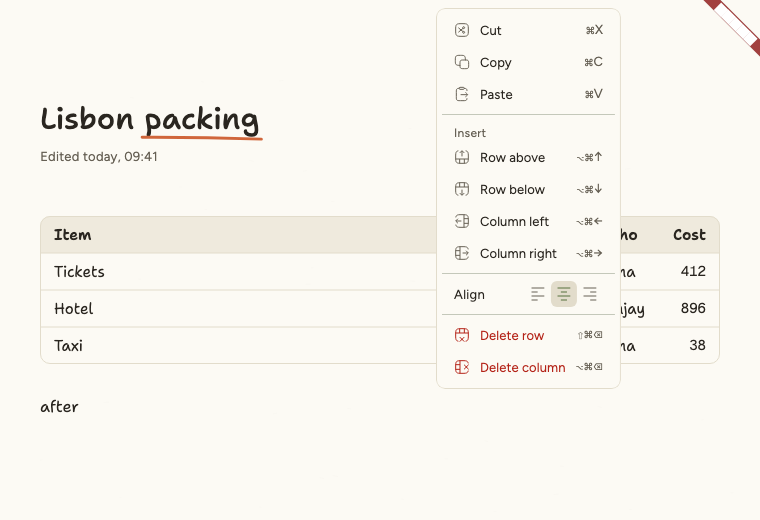 Cut ⌘X
Copy ⌘C
Paste ⌘V
Lisbon packing
Edited today, 09:41
Insert
Row above ⌥⌘↑
Row below ⌥⌘↓
Column left ⌥⌘←
Column right ⌥⌘→
Item Cost
Tickets 412
Hotel 896
Taxi 38
Align
Delete row ⇧⌘⌫
Delete column ⌥⌘⌫
after